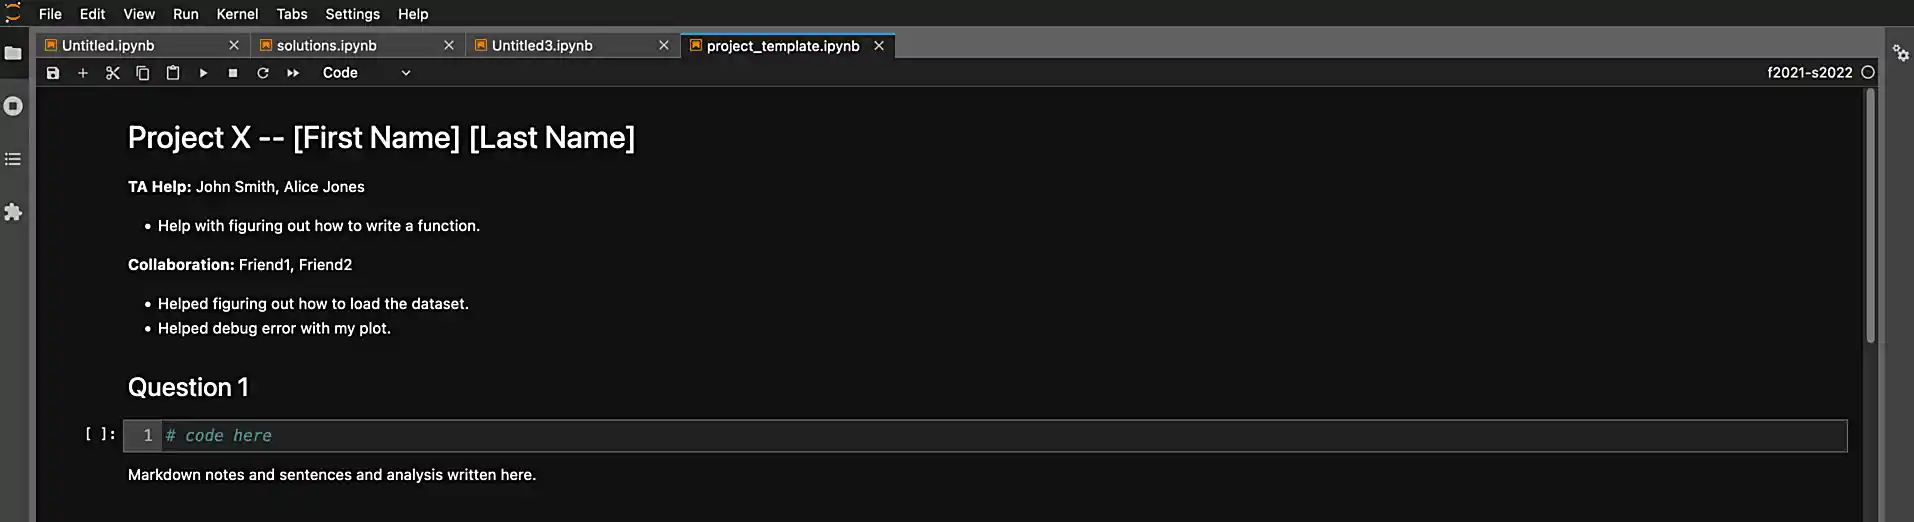 File Edit View Run Kernel Tabs Settings Help
Untitled.ipynb solutions.ipynb Untitled3.ipynb project_template.ipynb
Code f2021-s2022
Project X -- [First Name] [Last Name]
TA Help: John Smith, Alice Jones
• Help with figuring out how to write a function.
Collaboration: Friend1, Friend2
• Helped figuring out how to load the dataset.
• Helped debug error with my plot.
Question 1
[ ]: 1 # code here
Markdown notes and sentences and analysis written here.